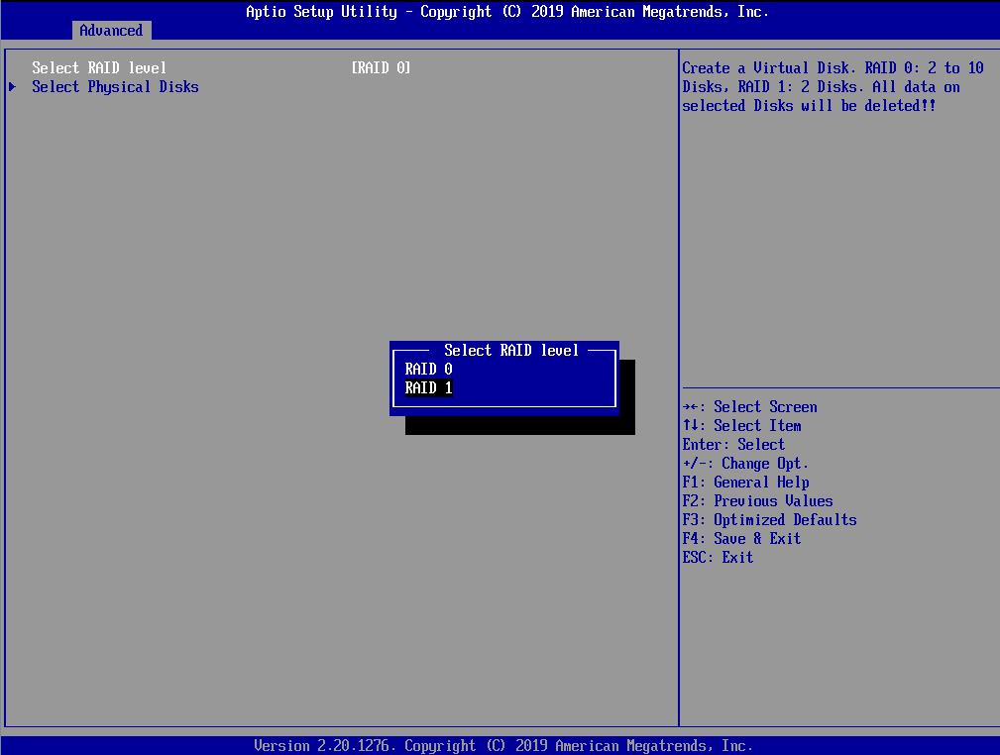 Aptio Setup Utility - Copyright (C) 2019 American Megatrends, Inc.
Advanced
Select RAID level [RAID 0]
Select Physical Disks
Create a Virtual Disk. RAID 0: 2 to 10
Disks, RAID 1: 2 Disks. All data on
selected Disks will be deleted!!
Select RAID level
RAID 0
RAID 1
→←: Select Screen
↑↓: Select Item
Enter: Select
+/-: Change Opt.
F1: General Help
F2: Previous Values
F3: Optimized Defaults
F4: Save & Exit
ESC: Exit
Version 2.20.1276. Copyright (C) 2019 American Megatrends, Inc.